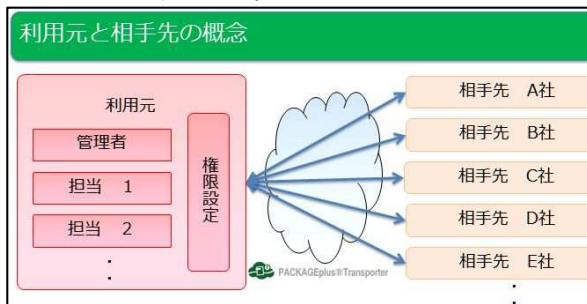 利用元と相手先の概念
利用元
管理者
担当　1
担当　2
・
・
権限設定
PACKAGEplus®Transporter
相手先　A社
相手先　B社
相手先　C社
相手先　D社
相手先　E社
・
・